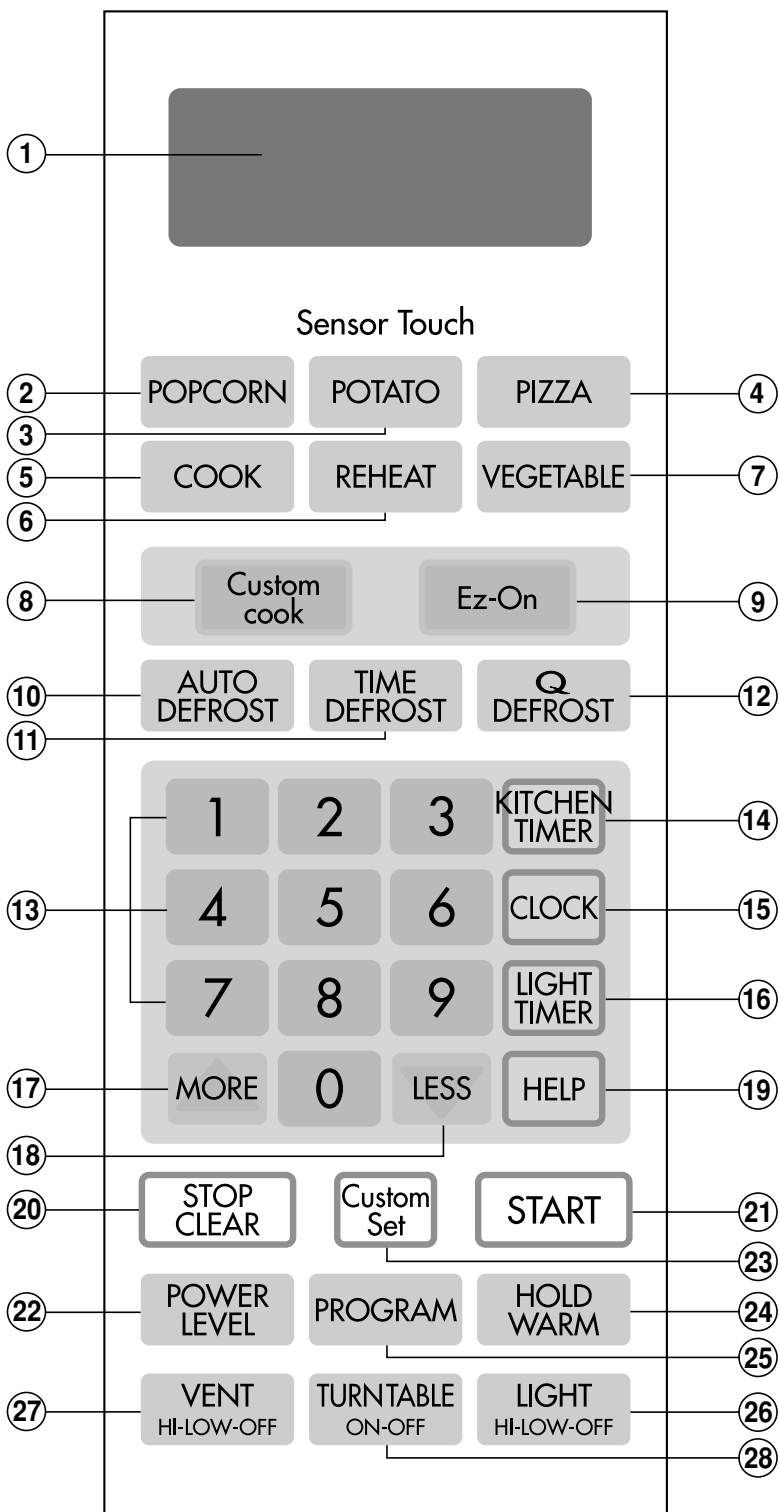 1
Sensor Touch
2 POPCORN POTATO PIZZA 4
3
5 COOK REHEAT VEGETABLE 7
6
8 Custom cook Ez-On 9
10 AUTO DEFROST TIME DEFROST Q DEFROST 12
11
1 2 3 KITCHEN TIMER 14
13 4 5 6 CLOCK 15
7 8 9 LIGHT TIMER 16
17 MORE 0 LESS HELP 19
18
20 STOP CLEAR Custom Set START 21
23
22 POWER LEVEL PROGRAM HOLD WARM 24
25
27 VENT HI-LOW-OFF TURNTABLE ON-OFF LIGHT HI-LOW-OFF 26
28